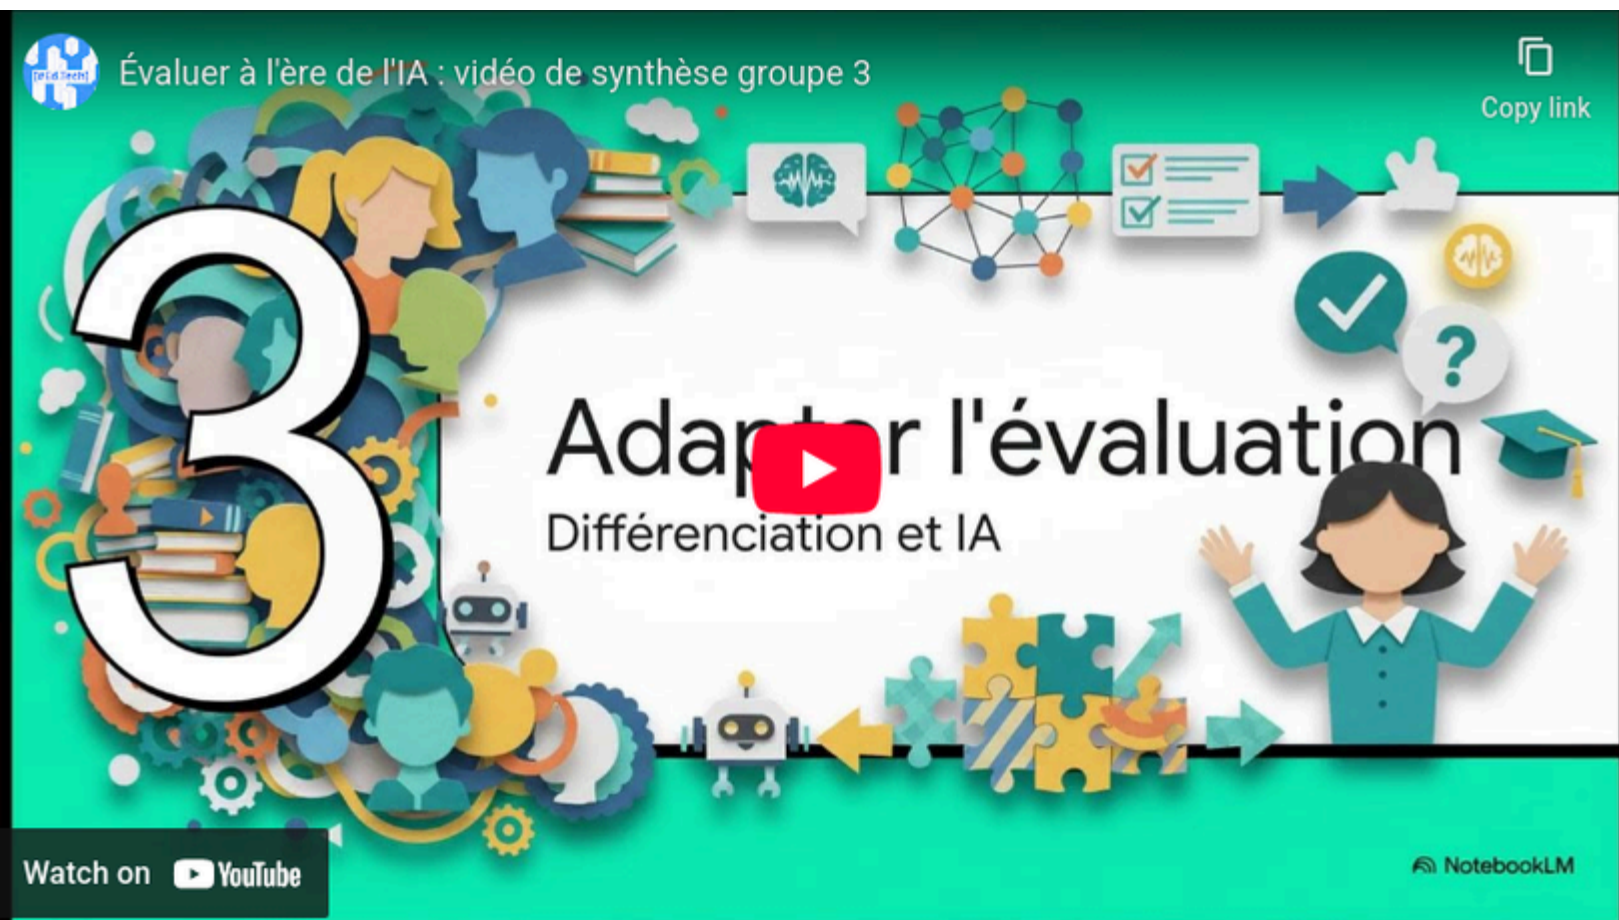 Évaluer à l'ère de l'IA : vidéo de synthèse groupe 3
Copy link
3
?
Adapter l'évaluation
Différenciation et IA
Watch on YouTube
NotebookLM